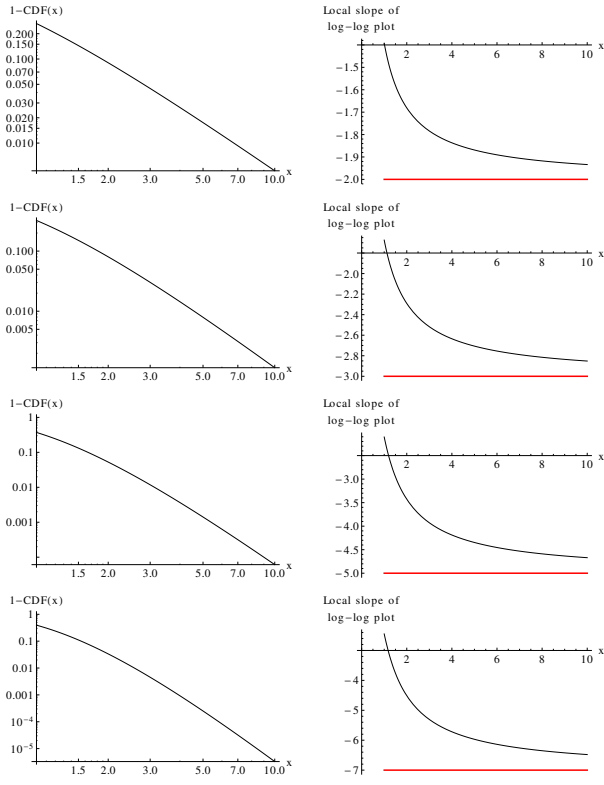 1−CDF(x)
0.200
0.150
0.100
0.070
0.050
0.030
0.020
0.015
0.010
1.5 2.0 3.0 5.0 7.0 10.0 x
Local slope of
log−log plot
2 4 6 8 10 x
−1.5
−1.6
−1.7
−1.8
−1.9
−2.0
1−CDF(x)
0.100
0.050
0.010
0.005
1.5 2.0 3.0 5.0 7.0 10.0 x
Local slope of
log−log plot
2 4 6 8 10 x
−2.0
−2.2
−2.4
−2.6
−2.8
−3.0
1−CDF(x)
1
0.1
0.01
0.001
1.5 2.0 3.0 5.0 7.0 10.0 x
Local slope of
log−log plot
2 4 6 8 10 x
−3.0
−3.5
−4.0
−4.5
−5.0
1−CDF(x)
1
0.1
0.01
0.001
10⁻⁴
10⁻⁵
1.5 2.0 3.0 5.0 7.0 10.0 x
Local slope of
log−log plot
2 4 6 8 10 x
−4
−5
−6
−7